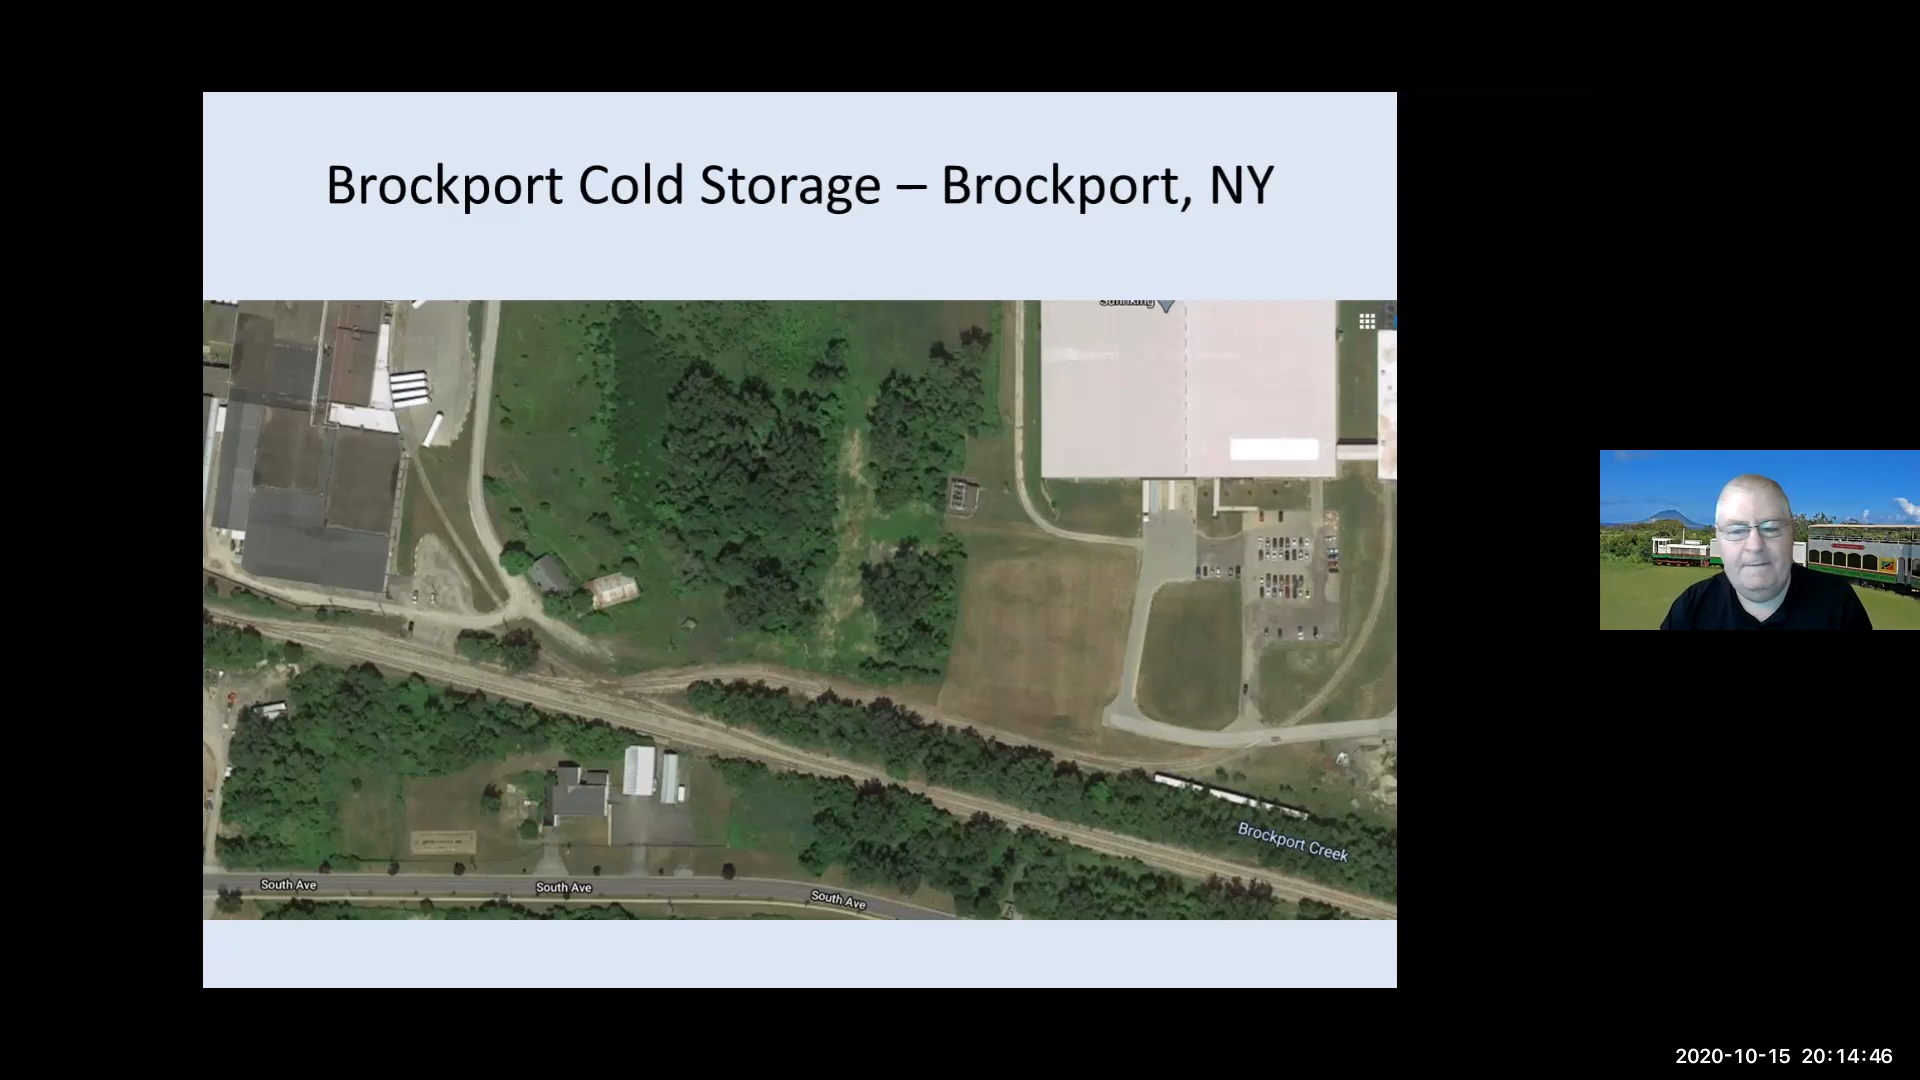 Brockport Cold Storage – Brockport, NY
Sunnking
Brockport Creek
South Ave
South Ave
South Ave
2020-10-15 20:14:46